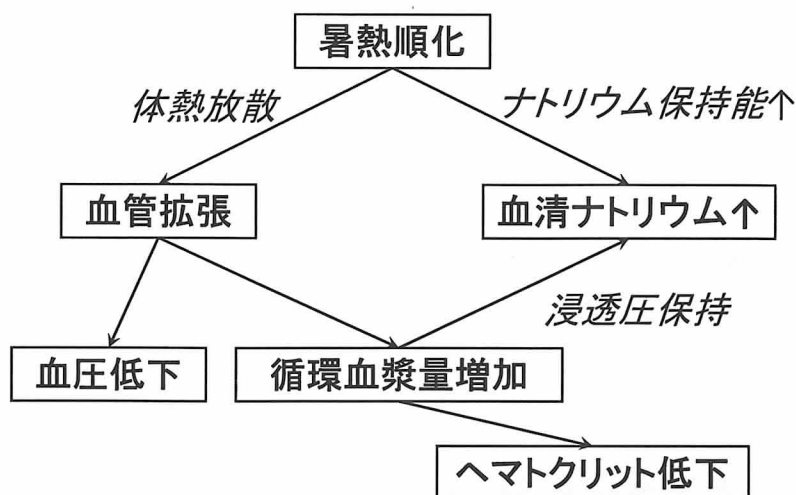 暑熱順化
体熱放散
ナトリウム保持能↑
血管拡張
血清ナトリウム↑
浸透圧保持
血圧低下
循環血漿量増加
ヘマトクリット低下